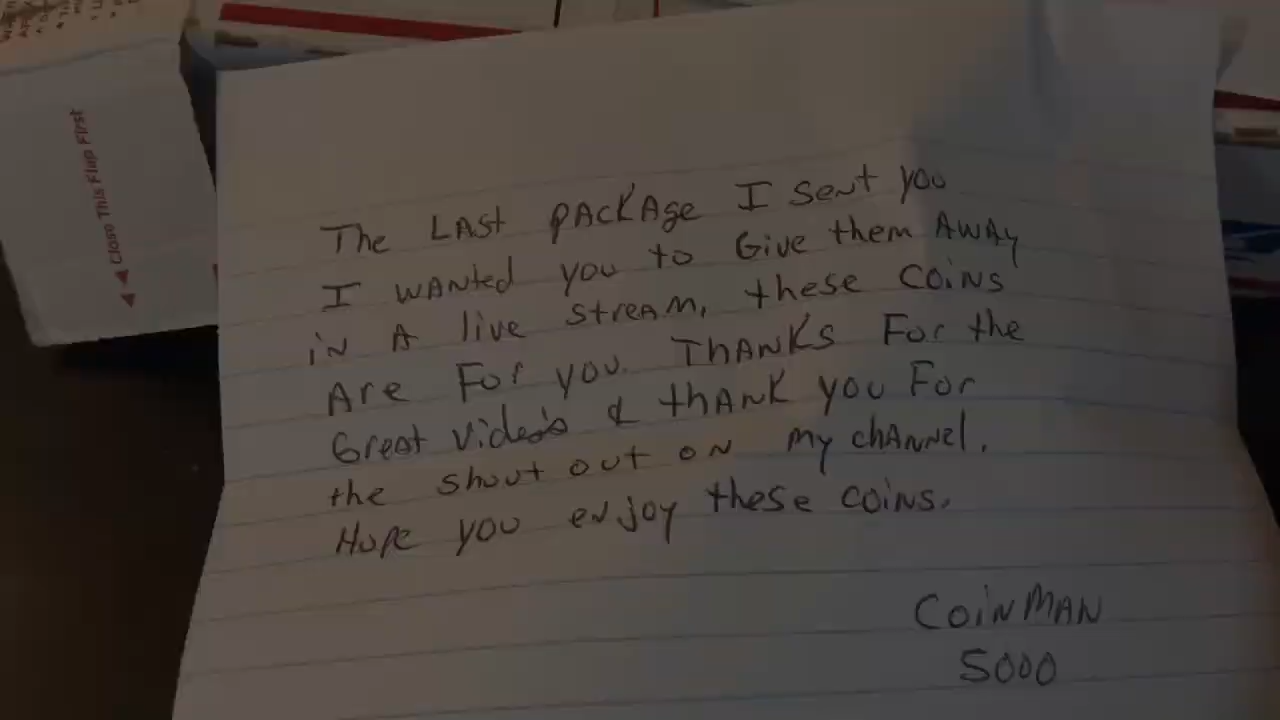 Close This Flap First
The LAST PACKAge I Sent you
I wANted you to Give them AWAy
iN A live StreAM, these COiNS
Are For you. THANKS For the
Great Video's & thANK you For
the shout out on my chANNel.
Hope you eNjoy these COiNS.
COiNMAN
5000